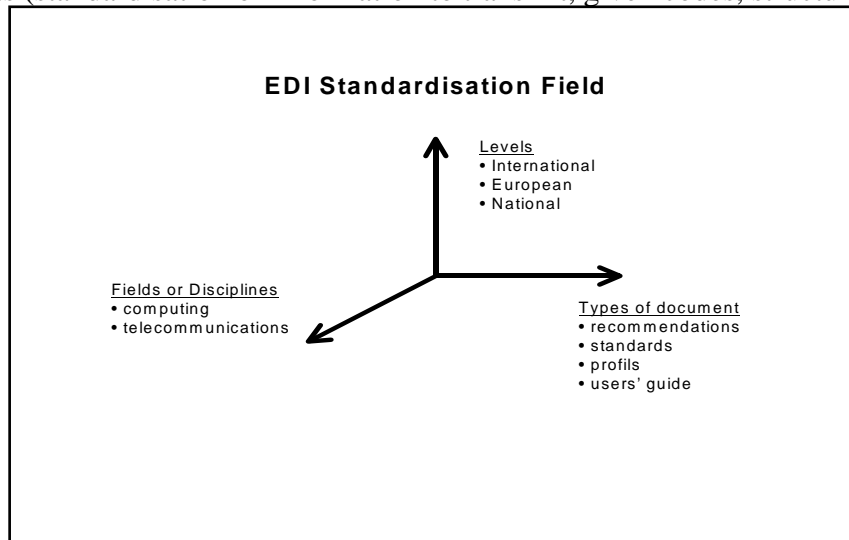 EDI Standardisation Field
Levels
• International
• European
• National
Fields or Disciplines
• computing
• telecommunications
Types of document
• recommendations
• standards
• profils
• users' guide